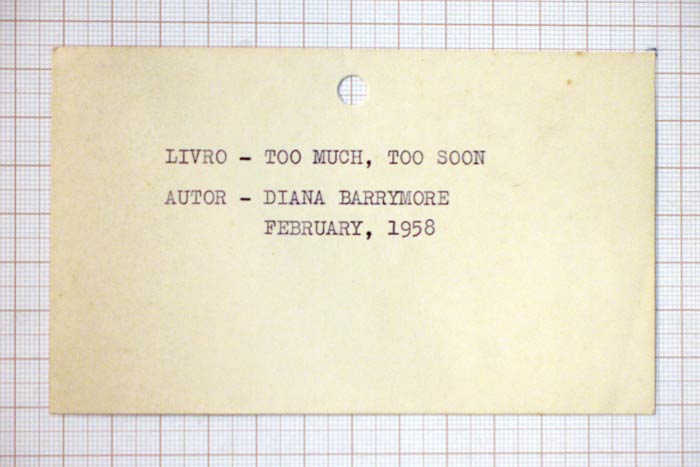 LIVRO - TOO MUCH, TOO SOON
AUTOR - DIANA BARRYMORE
FEBRUARY, 1958